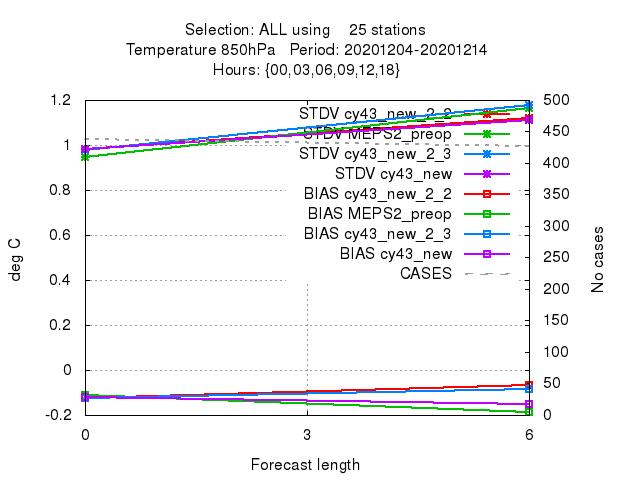 Selection: ALL using 25 stations
Temperature 850hPa Period: 20201204-20201214
Hours: {00,03,06,09,12,18}
1.2
1
0.8
0.6
0.4
0.2
0
-0.2
deg C
STDV cy43_new_2_2
STDV MEPS2_preop
STDV cy43_new_2_3
STDV cy43_new
BIAS cy43_new_2_2
BIAS MEPS2_preop
BIAS cy43_new_2_3
BIAS cy43_new
CASES
500
450
400
350
300
250
200
150
100
50
0
No cases
0 3 6
Forecast length